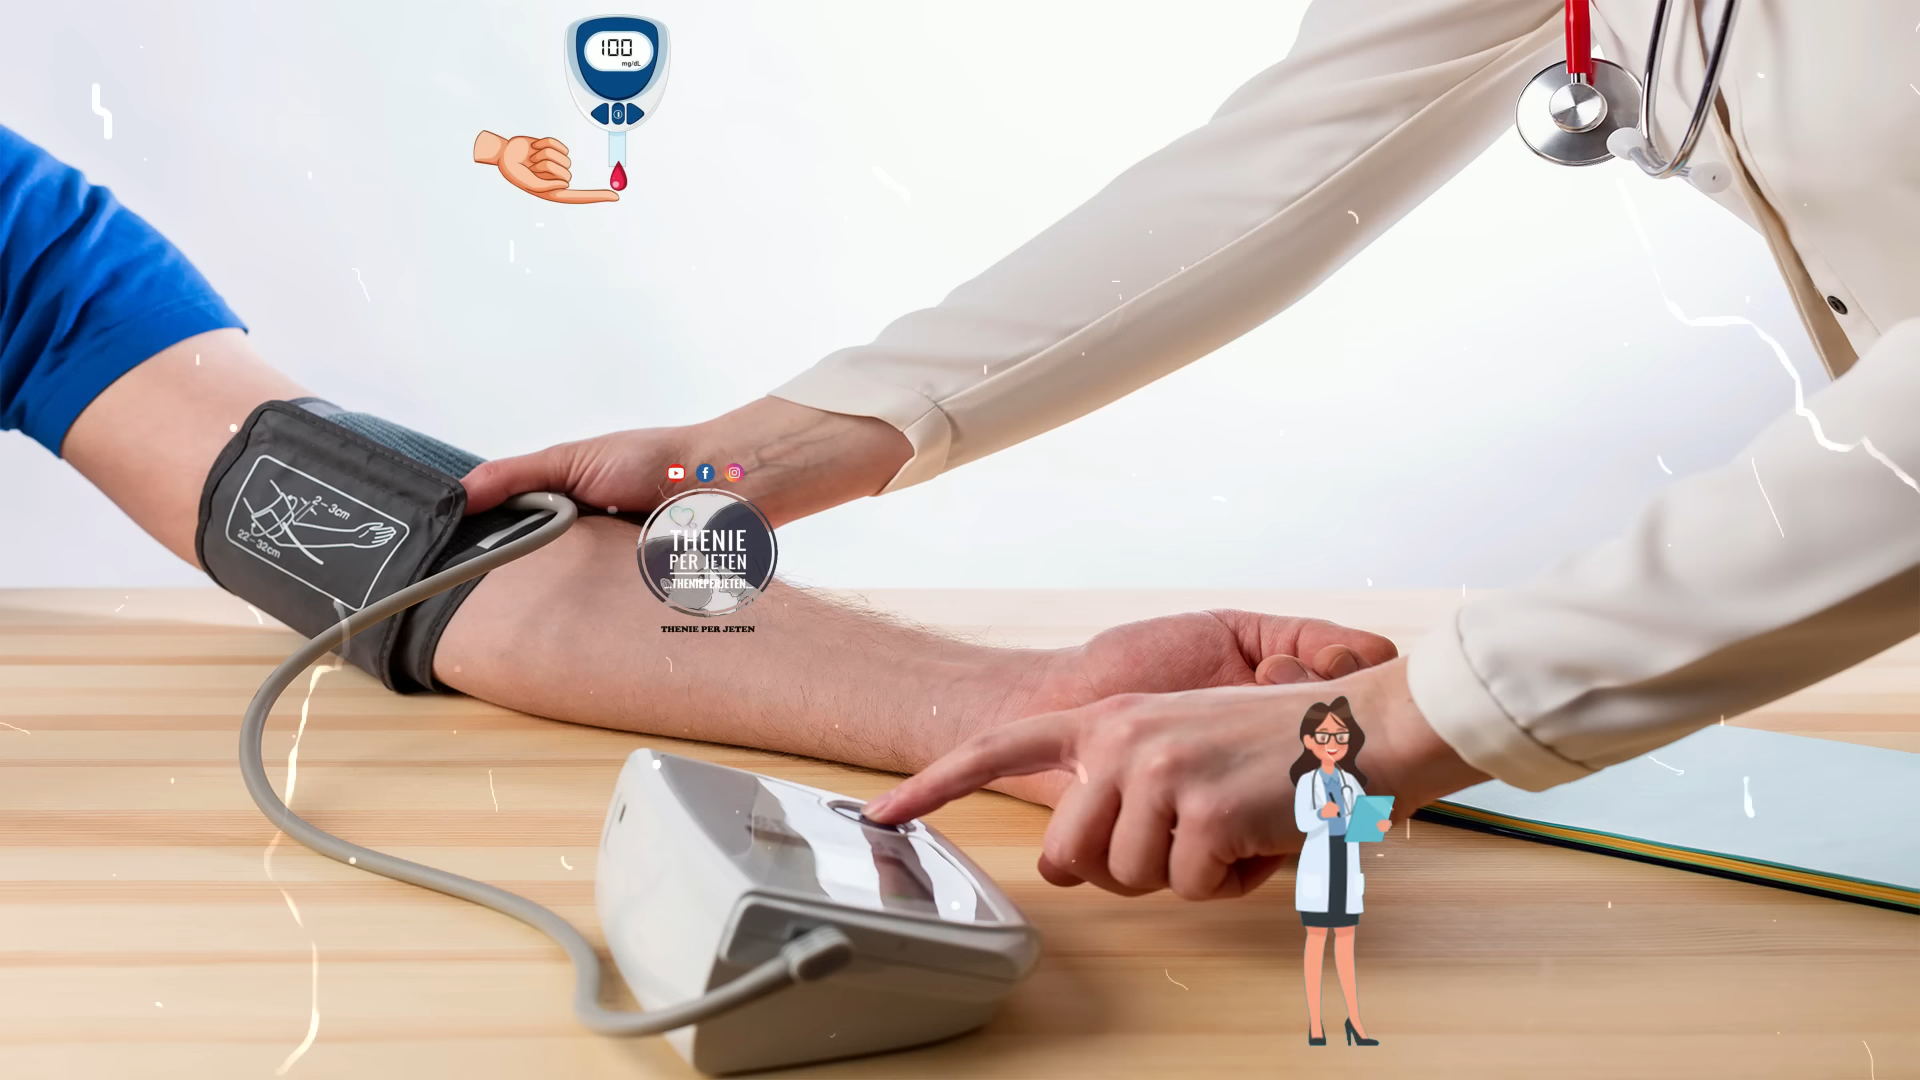 100
mg/dL
2-3cm
22-32cm
THENIE
PER JETEN
...THENIEPERJETEN...
THENIE PER JETEN